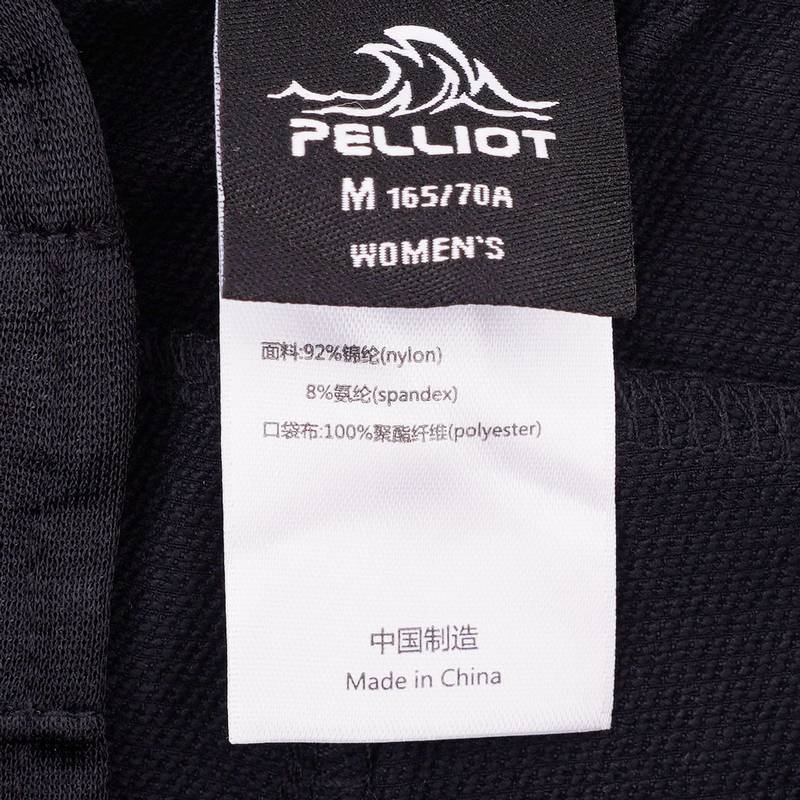 PELLIOT
M 165/70A
WOMEN'S
面料:92%锦纶(nylon)
8%氨纶(spandex)
口袋布:100%聚酯纤维(polyester)
中国制造
Made in China